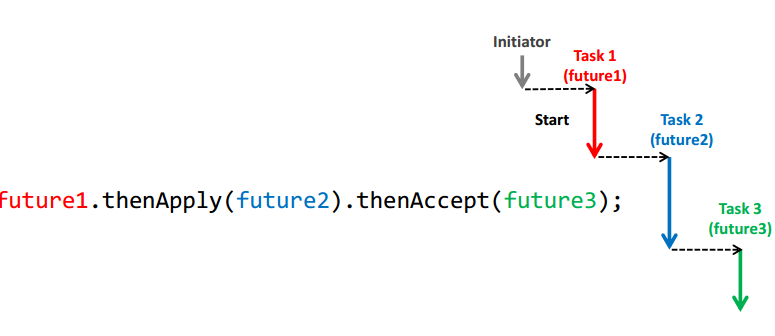 Initiator
Task 1
(future1)
Start
Task 2
(future2)
future1.thenApply(future2).thenAccept(future3);
Task 3
(future3)